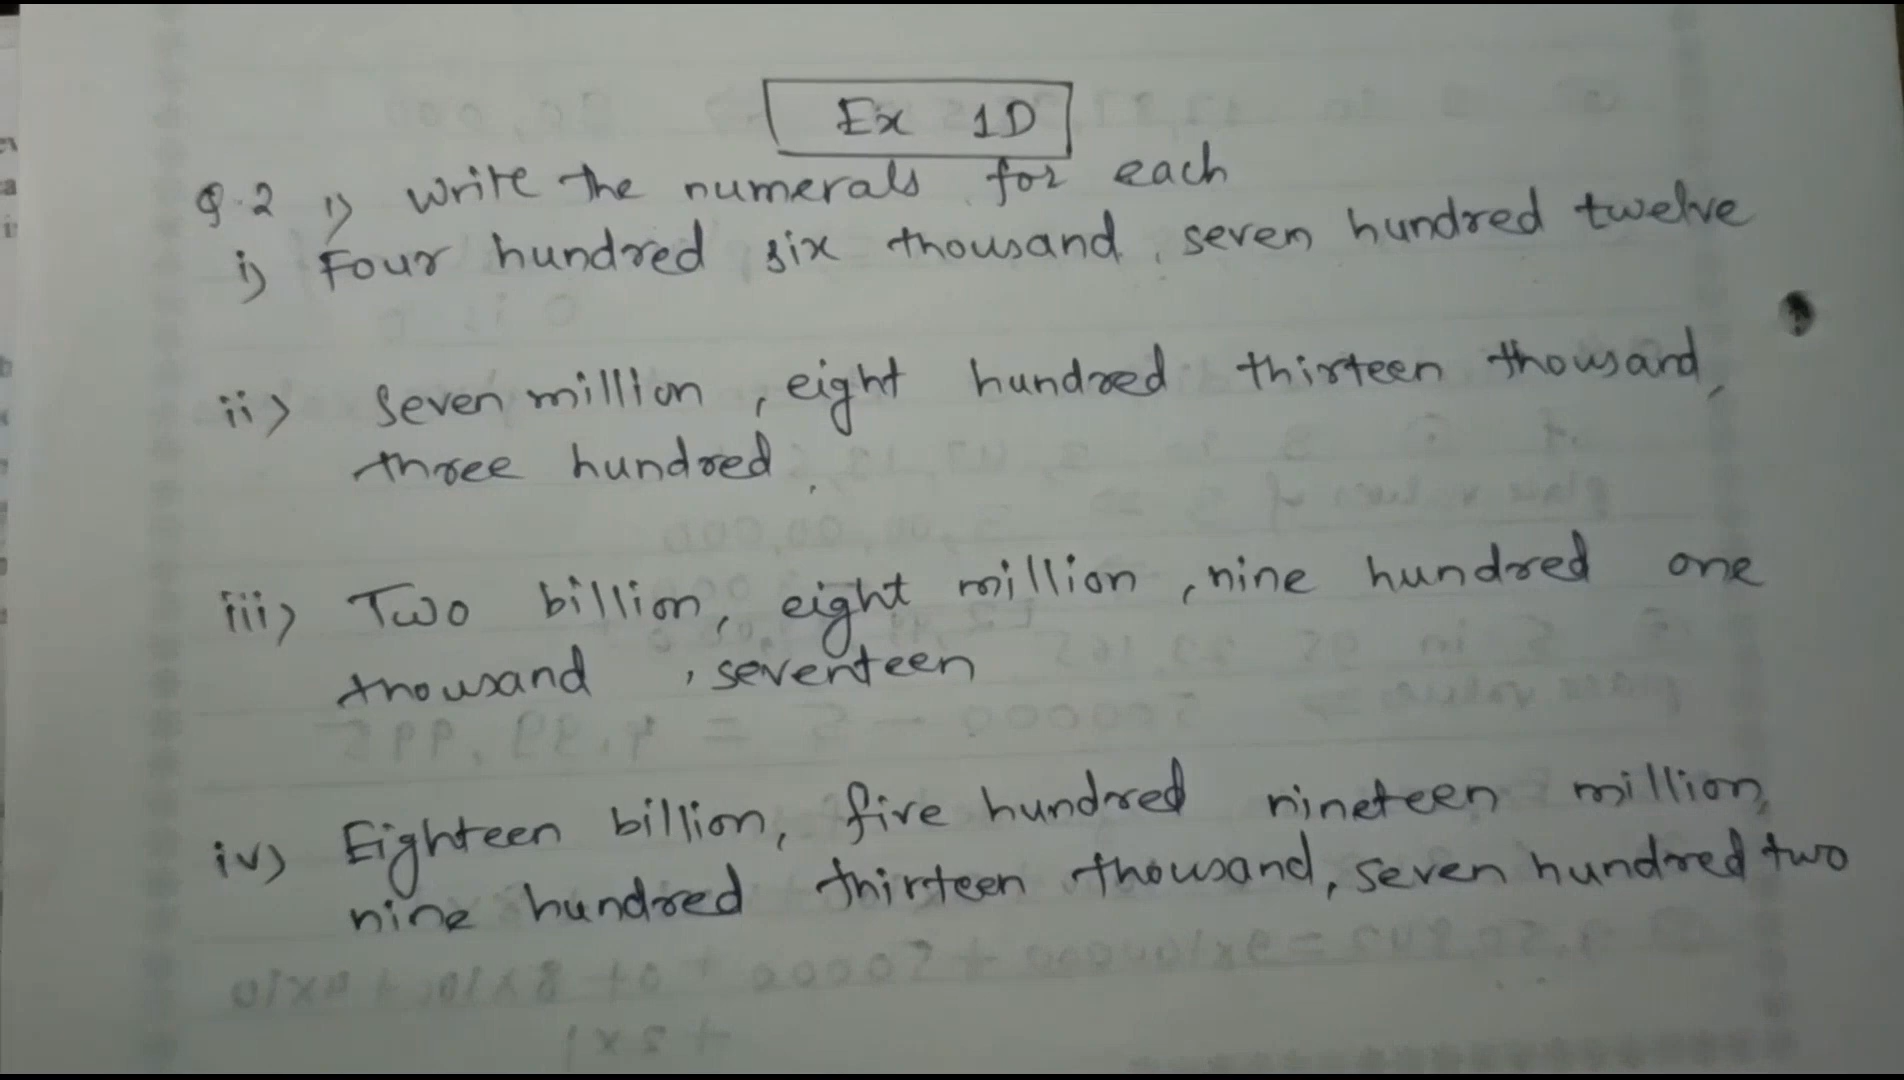 Ex 1D
Q.2 i) write the numerals for each
i) Four hundred six thousand, seven hundred twelve
ii) Seven million, eight hundred thirteen thousand,
three hundred.
iii) Two billion, eight million, nine hundred one
thousand, seventeen
iv) Eighteen billion, five hundred nineteen million,
nine hundred thirteen thousand, seven hundred two